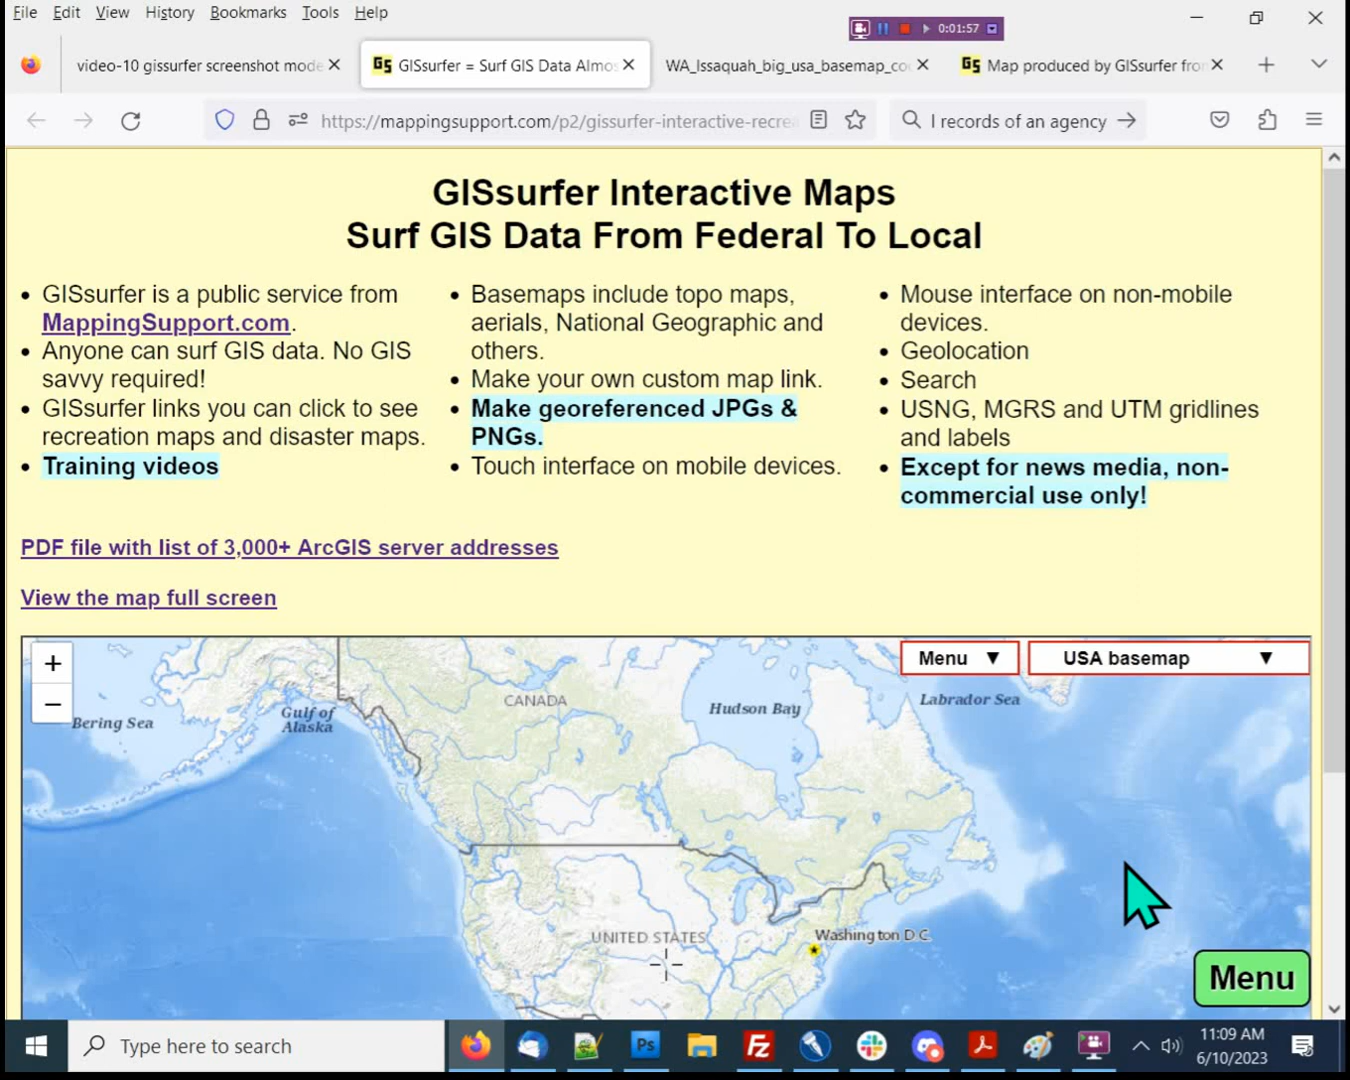 File Edit View History Bookmarks Tools Help
0:01:57
video-10 gissurfer screenshot mode
GS GISsurfer = Surf GIS Data Almos
WA_Issaquah_big_usa_basemap_co
GS Map produced by GISsurfer fro
https://mappingsupport.com/p2/gissurfer-interactive-recrea
l records of an agency
GISsurfer Interactive Maps
Surf GIS Data From Federal To Local
• GISsurfer is a public service from
MappingSupport.com.
• Anyone can surf GIS data. No GIS
savvy required!
• GISsurfer links you can click to see
recreation maps and disaster maps.
• Training videos
• Basemaps include topo maps,
aerials, National Geographic and
others.
• Make your own custom map link.
• Make georeferenced JPGs &
PNGs.
• Touch interface on mobile devices.
• Mouse interface on non-mobile
devices.
• Geolocation
• Search
• USNG, MGRS and UTM gridlines
and labels
• Except for news media, non-
commercial use only!
PDF file with list of 3,000+ ArcGIS server addresses
View the map full screen
+
−
Menu ▼
USA basemap ▼
CANADA
Labrador Sea
Hudson Bay
Gulf of
Alaska
Bering Sea
UNITED STATES
Washington D.C.
Menu
Type here to search
Ps
Fz
11:09 AM
6/10/2023